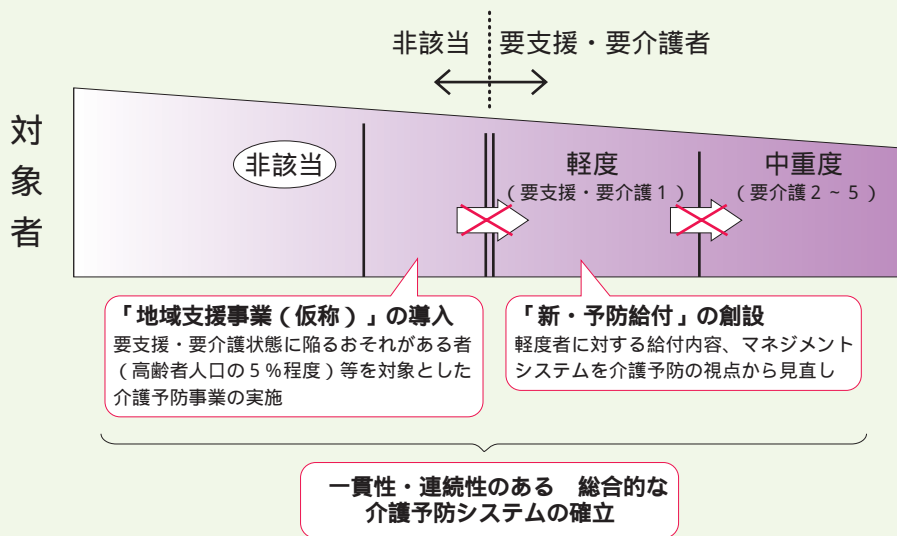 非該当 要支援・要介護者
対象者
非該当
軽度
（要支援・要介護１）
中重度
（要介護２～５）
「地域支援事業（仮称）」の導入
要支援・要介護状態に陥るおそれがある者
（高齢者人口の５％程度）等を対象とした
介護予防事業の実施
「新・予防給付」の創設
軽度者に対する給付内容、マネジメント
システムを介護予防の視点から見直し
一貫性・連続性のある　総合的な
介護予防システムの確立